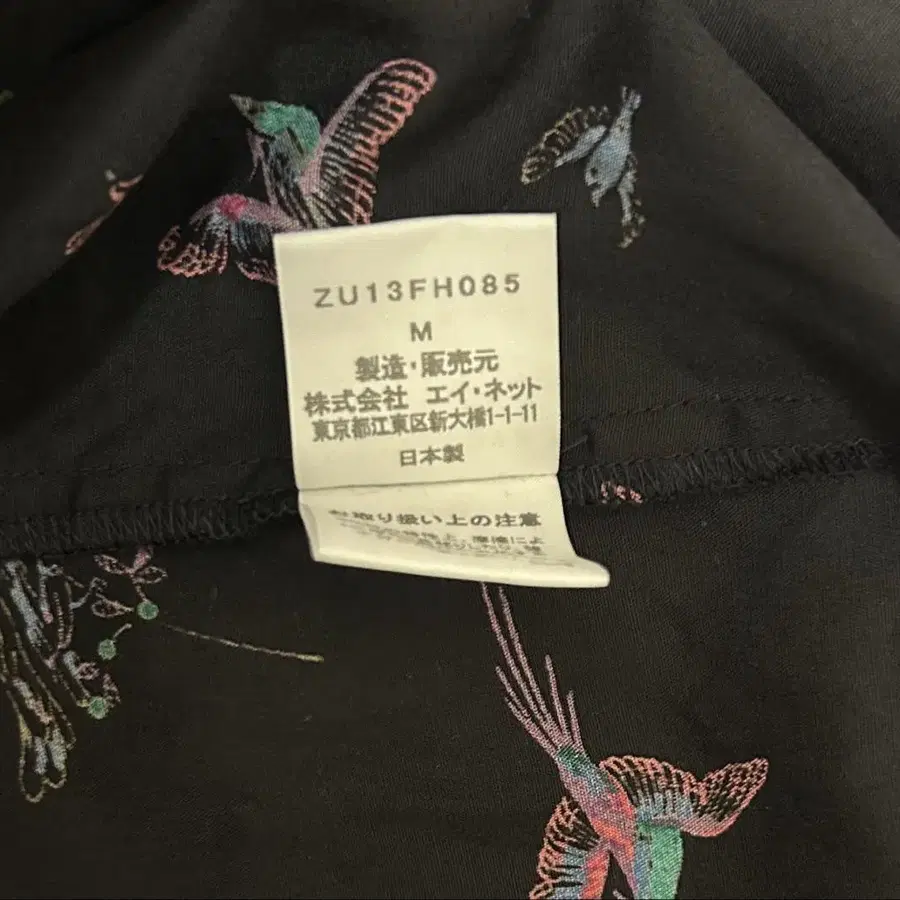 ZU13FH085
M
製造・販売元
株式会社 エイ・ネット
東京都江東区新大橋1-1-11
日本製
お取り扱い上の注意